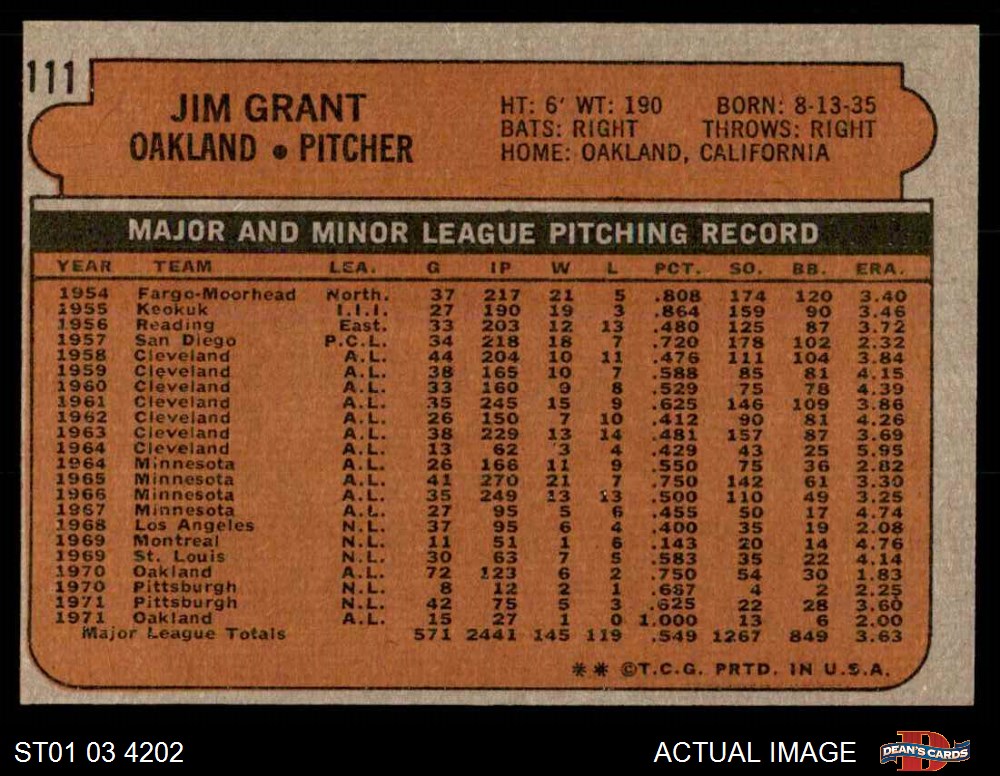 111
JIM GRANT
OAKLAND • PITCHER
HT: 6' WT: 190 BORN: 8-13-35
BATS: RIGHT THROWS: RIGHT
HOME: OAKLAND, CALIFORNIA
MAJOR AND MINOR LEAGUE PITCHING RECORD
YEAR TEAM LEA. G IP W L PCT. SO. BB. ERA.
1954 Fargo-Moorhead North. 37 217 21 5 .808 174 120 3.40
1955 Keokuk I.I.I. 27 190 19 3 .864 159 90 3.46
1956 Reading East. 33 203 12 13 .480 125 87 3.72
1957 San Diego P.C.L. 34 218 18 7 .720 178 102 2.32
1958 Cleveland A.L. 44 204 10 11 .476 111 104 3.84
1959 Cleveland A.L. 38 165 10 7 .588 85 81 4.15
1960 Cleveland A.L. 33 160 9 8 .529 75 78 4.39
1961 Cleveland A.L. 35 245 15 9 .625 146 109 3.86
1962 Cleveland A.L. 26 150 7 10 .412 90 81 4.26
1963 Cleveland A.L. 38 229 13 14 .481 157 87 3.69
1964 Cleveland A.L. 13 62 3 4 .429 43 25 5.95
1964 Minnesota A.L. 26 166 11 9 .550 75 36 2.82
1965 Minnesota A.L. 41 270 21 7 .750 142 61 3.30
1966 Minnesota A.L. 35 249 13 13 .500 110 49 3.25
1967 Minnesota A.L. 27 95 5 6 .455 50 17 4.74
1968 Los Angeles N.L. 37 95 6 4 .400 35 19 2.08
1969 Montreal N.L. 11 51 1 6 .143 20 14 4.76
1969 St. Louis N.L. 30 63 7 5 .583 35 22 4.14
1970 Oakland A.L. 72 123 6 2 .750 54 30 1.83
1970 Pittsburgh N.L. 8 12 2 1 .667 4 2 2.25
1971 Pittsburgh N.L. 42 75 5 3 .625 22 28 3.60
1971 Oakland A.L. 15 27 1 0 1.000 13 6 2.00
Major League Totals 571 2441 145 119 .549 1267 849 3.63
** ©T.C.G. PRTD. IN U.S.A.
ST01 03 4202
ACTUAL IMAGE
D
DEAN'S CARDS